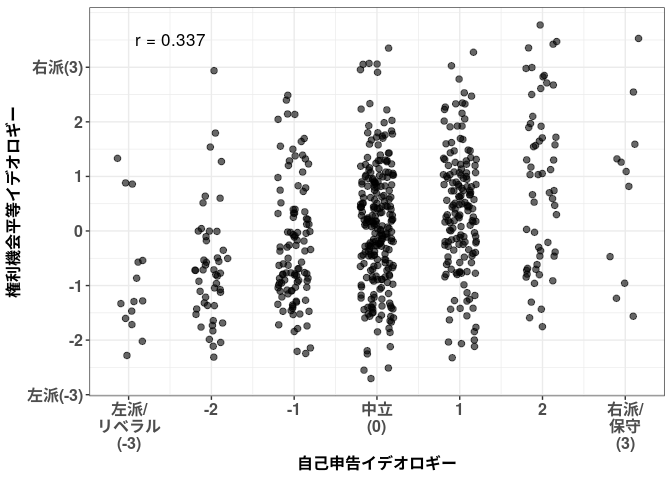 r = 0.337
権利機会平等イデオロギー
右派(3)
2
1
0
-1
-2
左派(-3)
左派/
リベラル
(-3)
-2
-1
中立
(0)
1
2
右派/
保守
(3)
自己申告イデオロギー